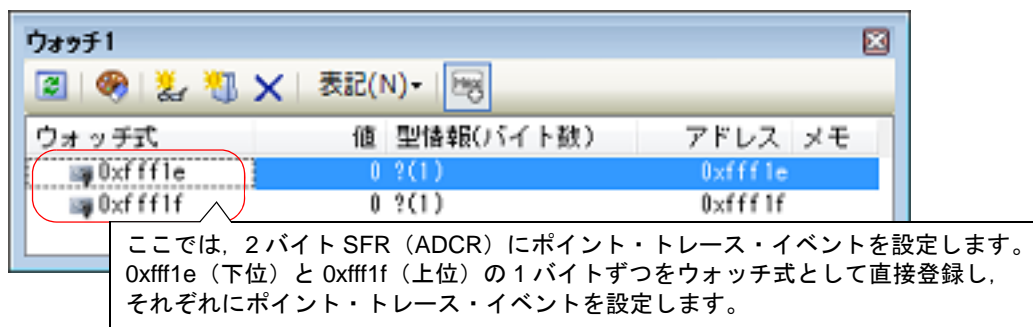 ウォッチ1
表記(N)
Hex
ウォッチ式 値 型情報(バイト数) アドレス メモ
0xfff1e 0 ?(1) 0xfff1e
0xfff1f 0 ?(1) 0xfff1f
ここでは，2 バイト SFR（ADCR）にポイント・トレース・イベントを設定します。
0xfff1e（下位）と 0xfff1f（上位）の 1 バイトずつをウォッチ式として直接登録し，
それぞれにポイント・トレース・イベントを設定します。